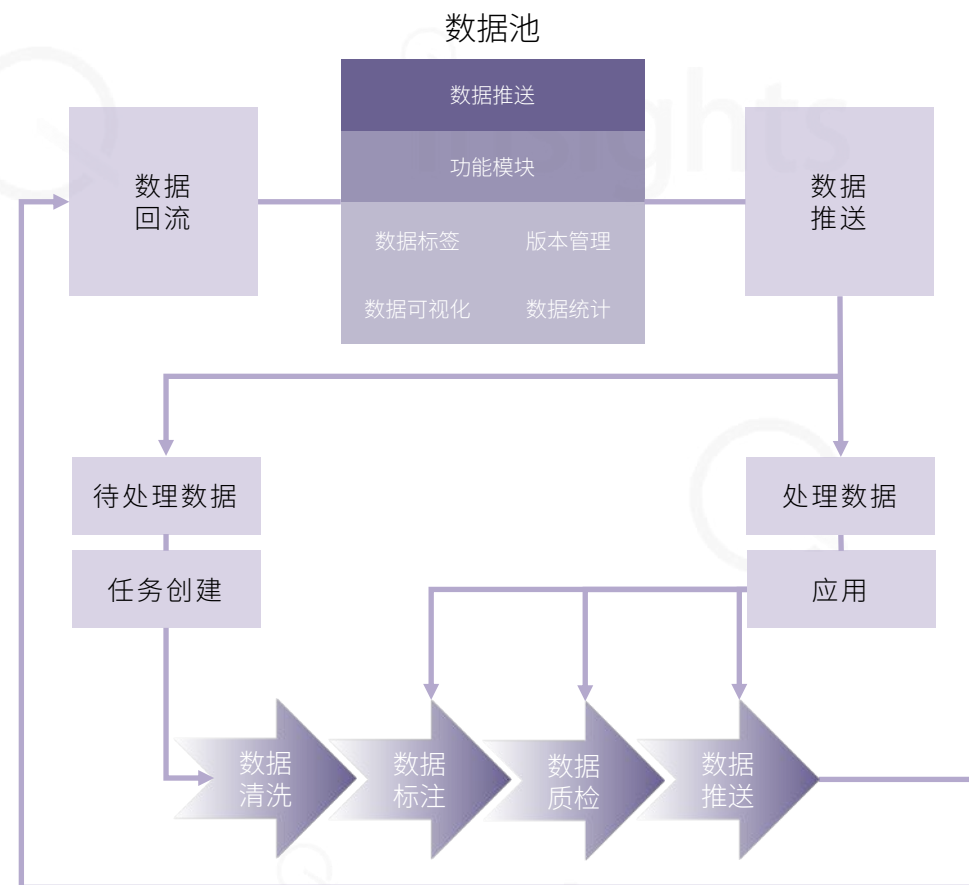 数据池
数据推送
功能模块
数据标签 版本管理
数据可视化 数据统计
数据
回流
数据
推送
待处理数据
处理数据
任务创建
应用
数据
清洗
数据
标注
数据
质检
数据
推送
Insights